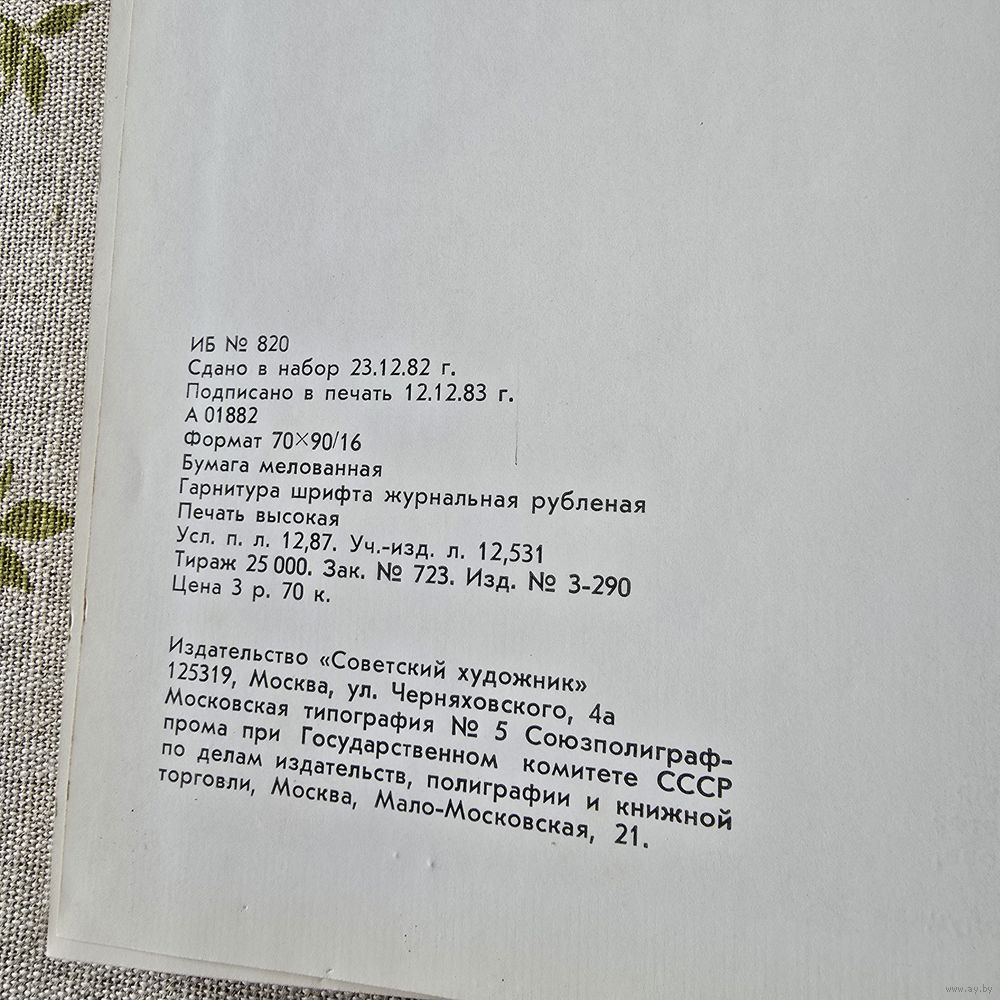 ИБ № 820
Сдано в набор 23.12.82 г.
Подписано в печать 12.12.83 г.
А 01882
Формат 70×90/16
Бумага мелованная
Гарнитура шрифта журнальная рубленая
Печать высокая
Усл. п. л. 12,87. Уч.-изд. л. 12,531
Тираж 25 000. Зак. № 723. Изд. № 3-290
Цена 3 р. 70 к.
Издательство «Советский художник»
125319, Москва, ул. Черняховского, 4а
Московская типография № 5 Союзполиграф-
прома при Государственном комитете СССР
по делам издательств, полиграфии и книжной
торговли, Москва, Мало-Московская, 21.
www.ay.by